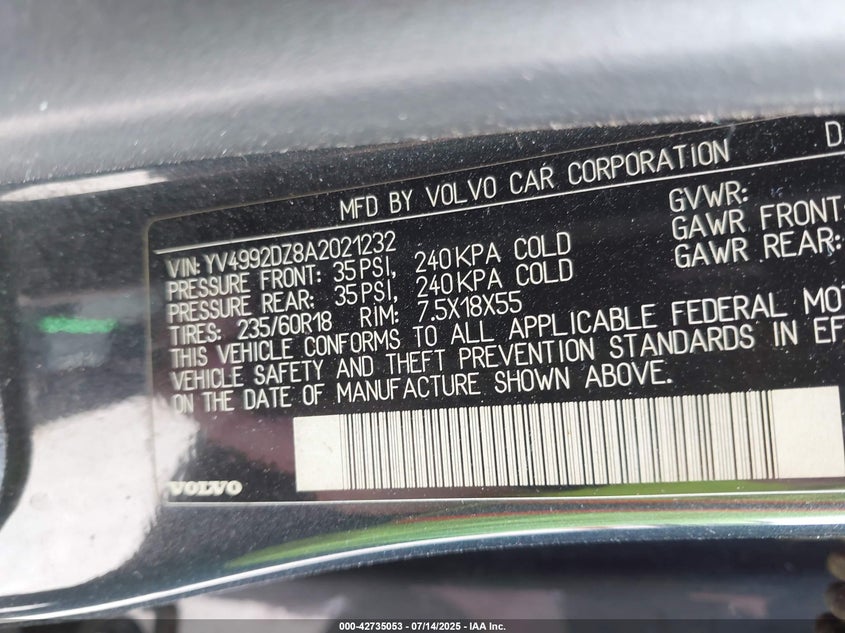 MFD BY VOLVO CAR CORPORATION
VIN: YV4992DZ8A2021232
GVWR:
PRESSURE FRONT: 35 PSI, 240 KPA COLD
GAWR FRONT:
PRESSURE REAR: 35 PSI, 240 KPA COLD
GAWR REAR:
TIRES: 235/60R18 RIM: 7.5X18X55
THIS VEHICLE CONFORMS TO ALL APPLICABLE FEDERAL
VEHICLE SAFETY AND THEFT PREVENTION STANDARDS IN
ON THE DATE OF MANUFACTURE SHOWN ABOVE.
VOLVO
000-42735053 - 07/14/2025 - IAA Inc.